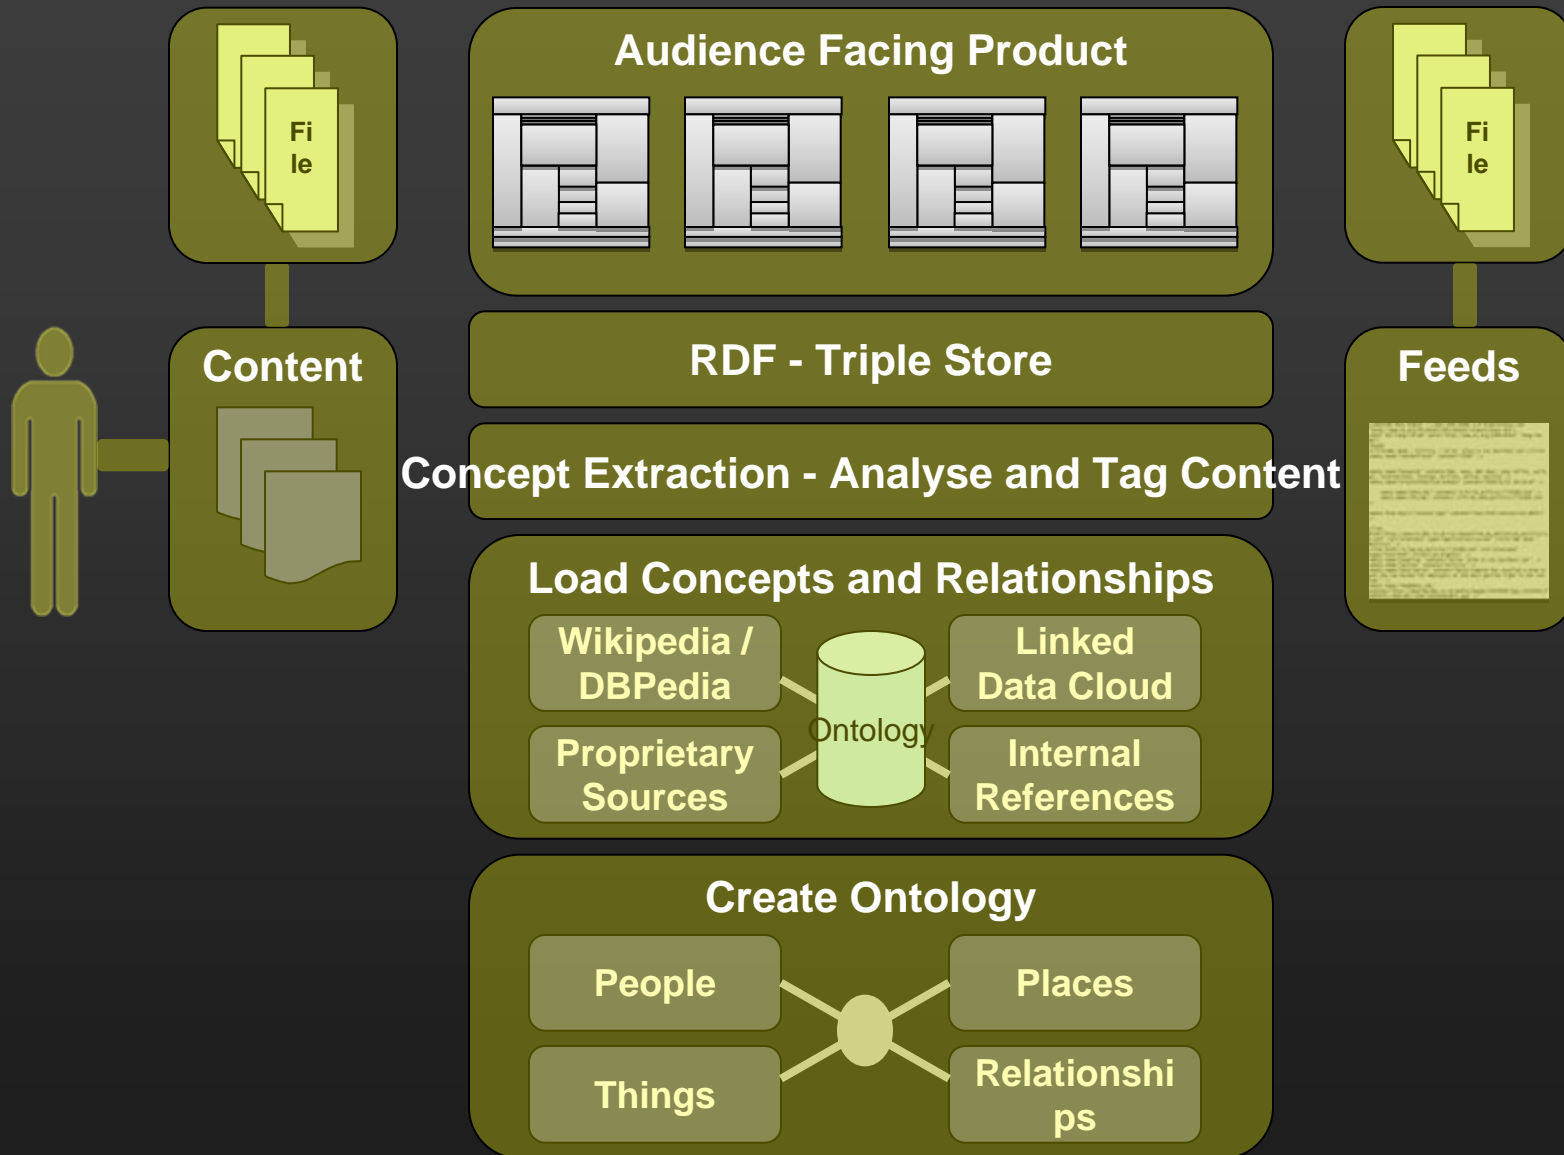 Fi
le
Audience Facing Product
Fi
le
Content
RDF - Triple Store
Feeds
Concept Extraction - Analyse and Tag Content
Load Concepts and Relationships
Wikipedia /
DBPedia
Linked
Data Cloud
Ontology
Proprietary
Sources
Internal
References
Create Ontology
People
Places
Things
Relationshi
ps